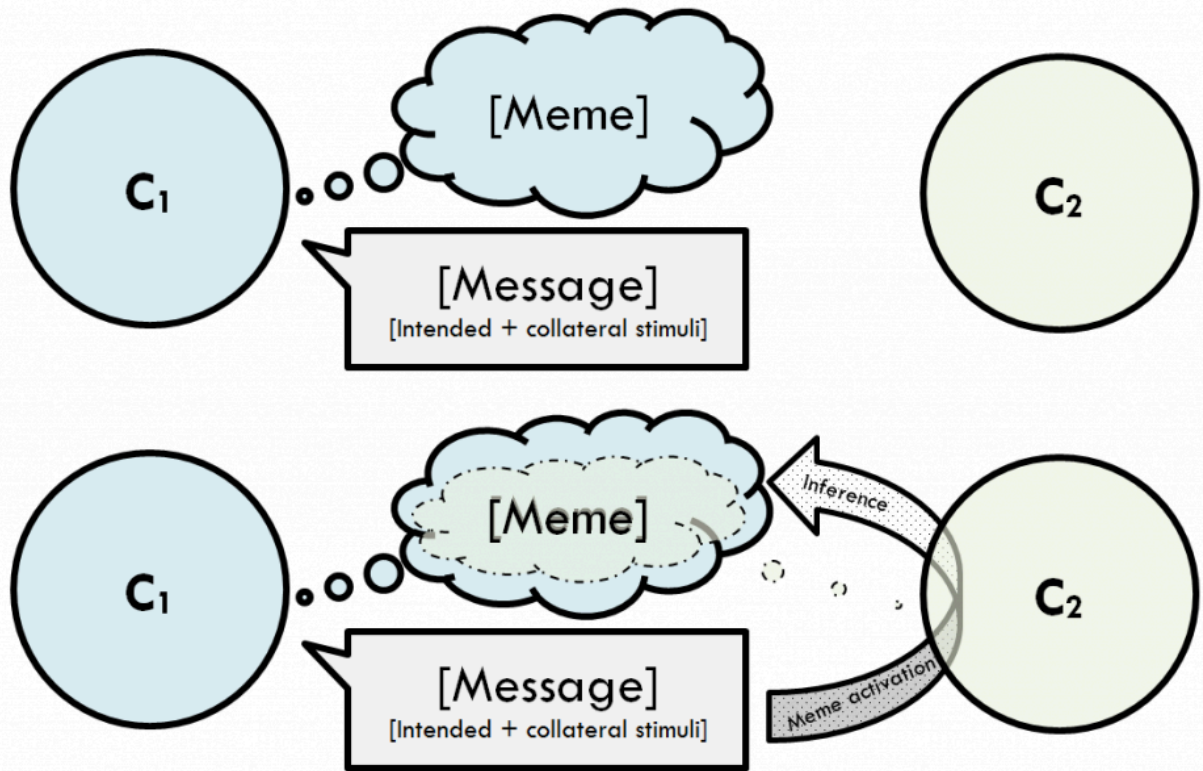 [Meme]
C₁
C₂
[Message]
[Intended + collateral stimuli]
Inference
[Meme]
C₁
C₂
[Message]
[Intended + collateral stimuli]
Meme activation